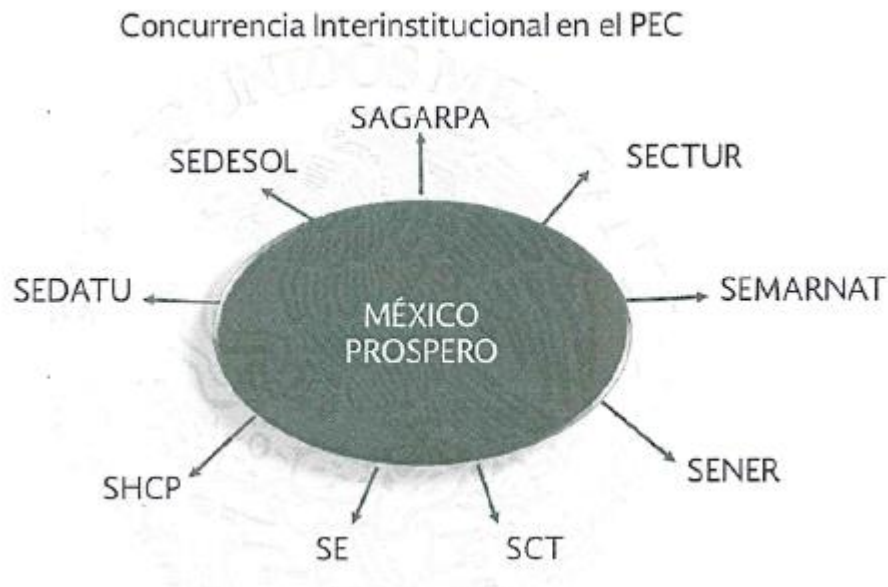 Concurrencia Interinstitucional en el PEC
SAGARPA
SEDESOL
SECTUR
SEDATU
SEMARNAT
MÉXICO
PROSPERO
SHCP
SENER
SE
SCT